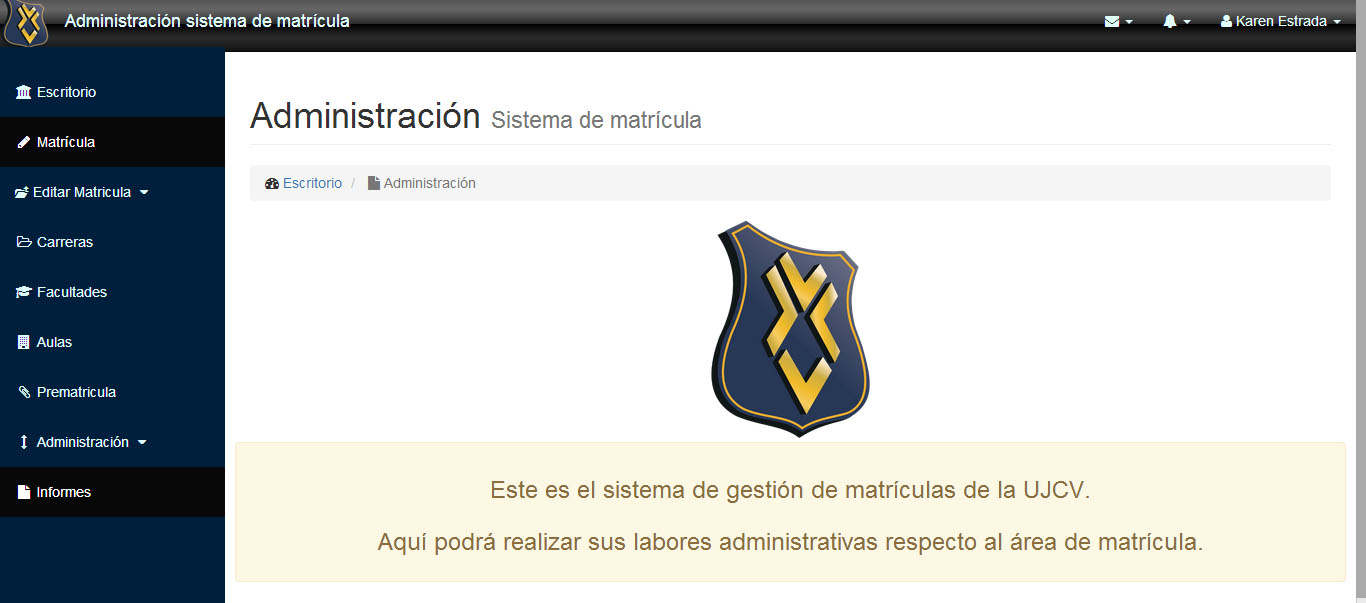 Administración sistema de matrícula
Karen Estrada
Escritorio
Matrícula
Editar Matricula
Carreras
Facultades
Aulas
Prematricula
Administración
Informes
Administración Sistema de matrícula
Escritorio / Administración
Este es el sistema de gestión de matrículas de la UJCV.
Aquí podrá realizar sus labores administrativas respecto al área de matrícula.